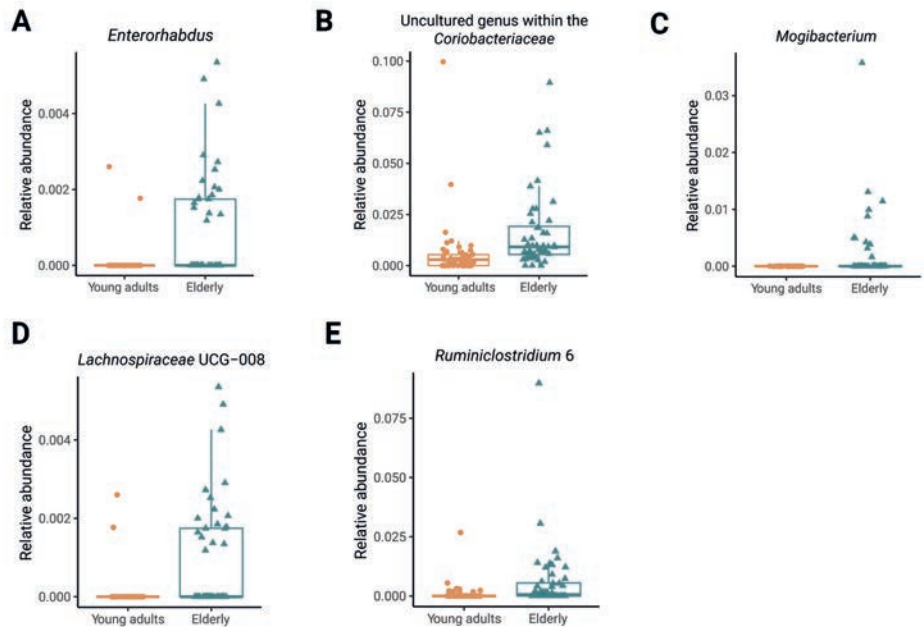 A
Enterorhabdus
Relative abundance
0.004
0.002
0.000
Young adults
Elderly
B
Uncultured genus within the
Coriobacteriaceae
Relative abundance
0.100
0.075
0.050
0.025
0.000
Young adults
Elderly
C
Mogibacterium
Relative abundance
0.03
0.02
0.01
0.00
Young adults
Elderly
D
Lachnospiraceae UCG-008
Relative abundance
0.004
0.002
0.000
Young adults
Elderly
E
Ruminiclostridium 6
Relative abundance
0.075
0.050
0.025
0.000
Young adults
Elderly